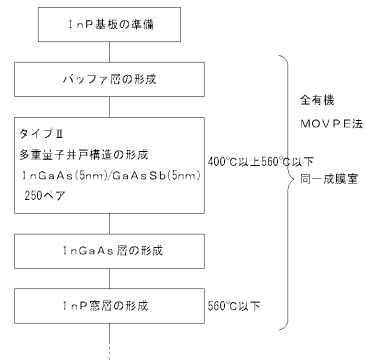 InP基板の準備
バッファ層の形成
タイプⅡ
多重量子井戸構造の形成
InGaAs(5nm)/GaAsSb(5nm)
250ペア
400℃以上560℃以下
InGaAs層の形成
InP窓層の形成
560℃以下
全有機
MOVPE法
同一成膜室